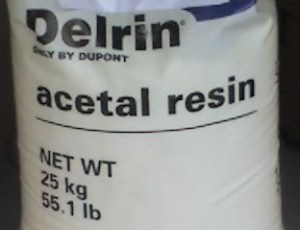 Delrin®
ONLY BY DUPONT
acetal resin
NET WT
25 kg
55.1 lb